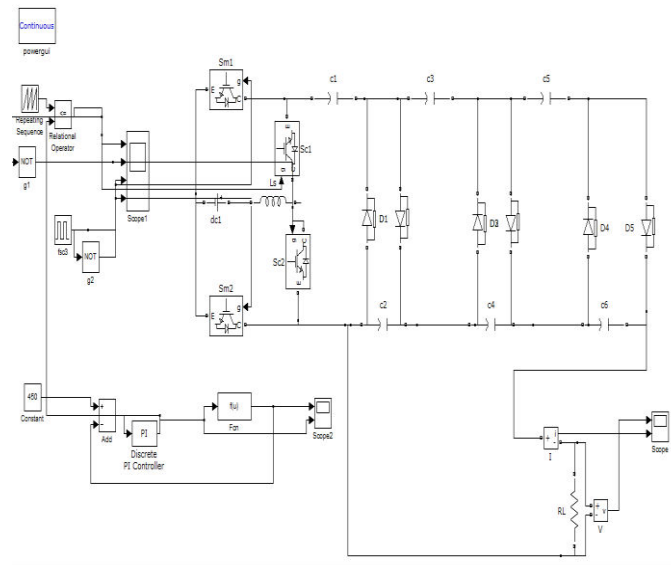 Continuous
powergui
Sm1
g
E
C
c1
c3
c5
Repeating
Sequence
<=
Relational
Operator
NOT
g1
Scope1
Sc1
Ls
dc1
D1
D3
D4
D5
fsc3
NOT
g2
Sc2
Sm2
g
E
C
c2
c4
c6
460
Constant
+
-
Add
PI
Discrete
PI Controller
f(u)
Fcn
Scope2
+
i
-
I
Scope
RL
+
-
v
V